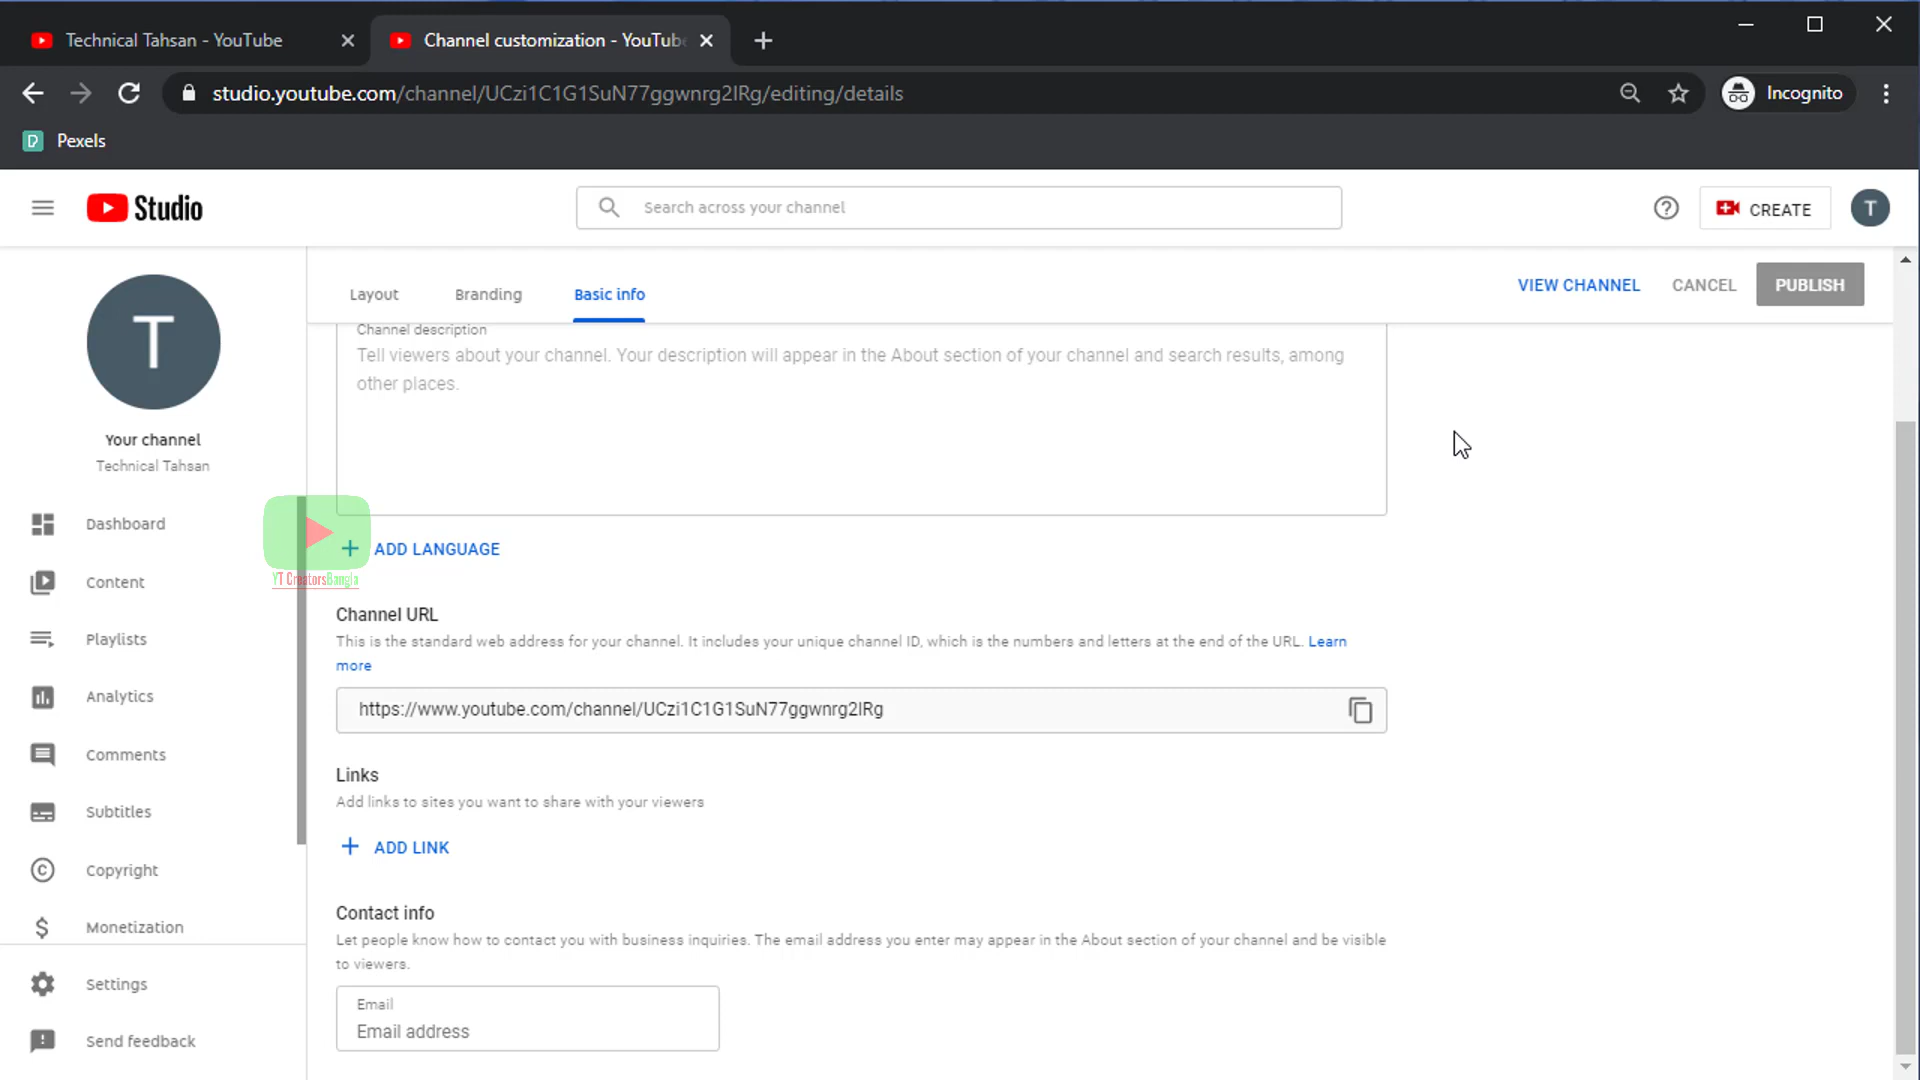 Technical Tahsan - YouTube
Channel customization - YouTub
studio.youtube.com/channel/UCzi1C1G1SuN77ggwnrg2lRg/editing/details
Incognito
Pexels
Studio
Search across your channel
CREATE
T
T
Your channel
Technical Tahsan
Dashboard
Content
Playlists
Analytics
Comments
Subtitles
Copyright
Monetization
Settings
Send feedback
Layout
Branding
Basic info
VIEW CHANNEL
CANCEL
PUBLISH
Channel description
Tell viewers about your channel. Your description will appear in the About section of your channel and search results, among
other places.
ADD LANGUAGE
YT CreatorsBangla
Channel URL
This is the standard web address for your channel. It includes your unique channel ID, which is the numbers and letters at the end of the URL. Learn
more
https://www.youtube.com/channel/UCzi1C1G1SuN77ggwnrg2lRg
Links
Add links to sites you want to share with your viewers
ADD LINK
Contact info
Let people know how to contact you with business inquiries. The email address you enter may appear in the About section of your channel and be visible
to viewers.
Email
Email address